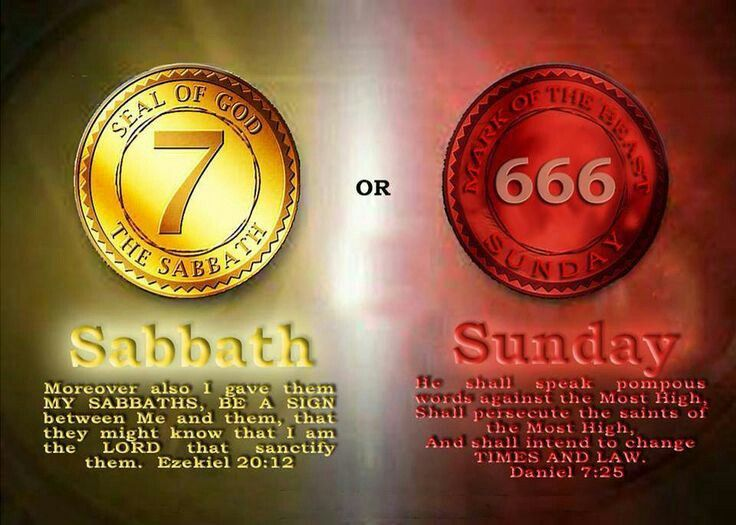 SEAL OF GOD
7
THE SABBATH
OR
MARK OF THE BEAST
666
SUNDAY
Sabbath
Moreover also I gave them
MY SABBATHS, BE A SIGN
between Me and them, that
they might know that I am
the LORD that sanctify
them. Ezekiel 20:12
Sunday
He shall speak pompous
words against the Most High,
Shall persecute the saints of
the Most High,
And shall intend to change
TIMES AND LAW.
Daniel 7:25